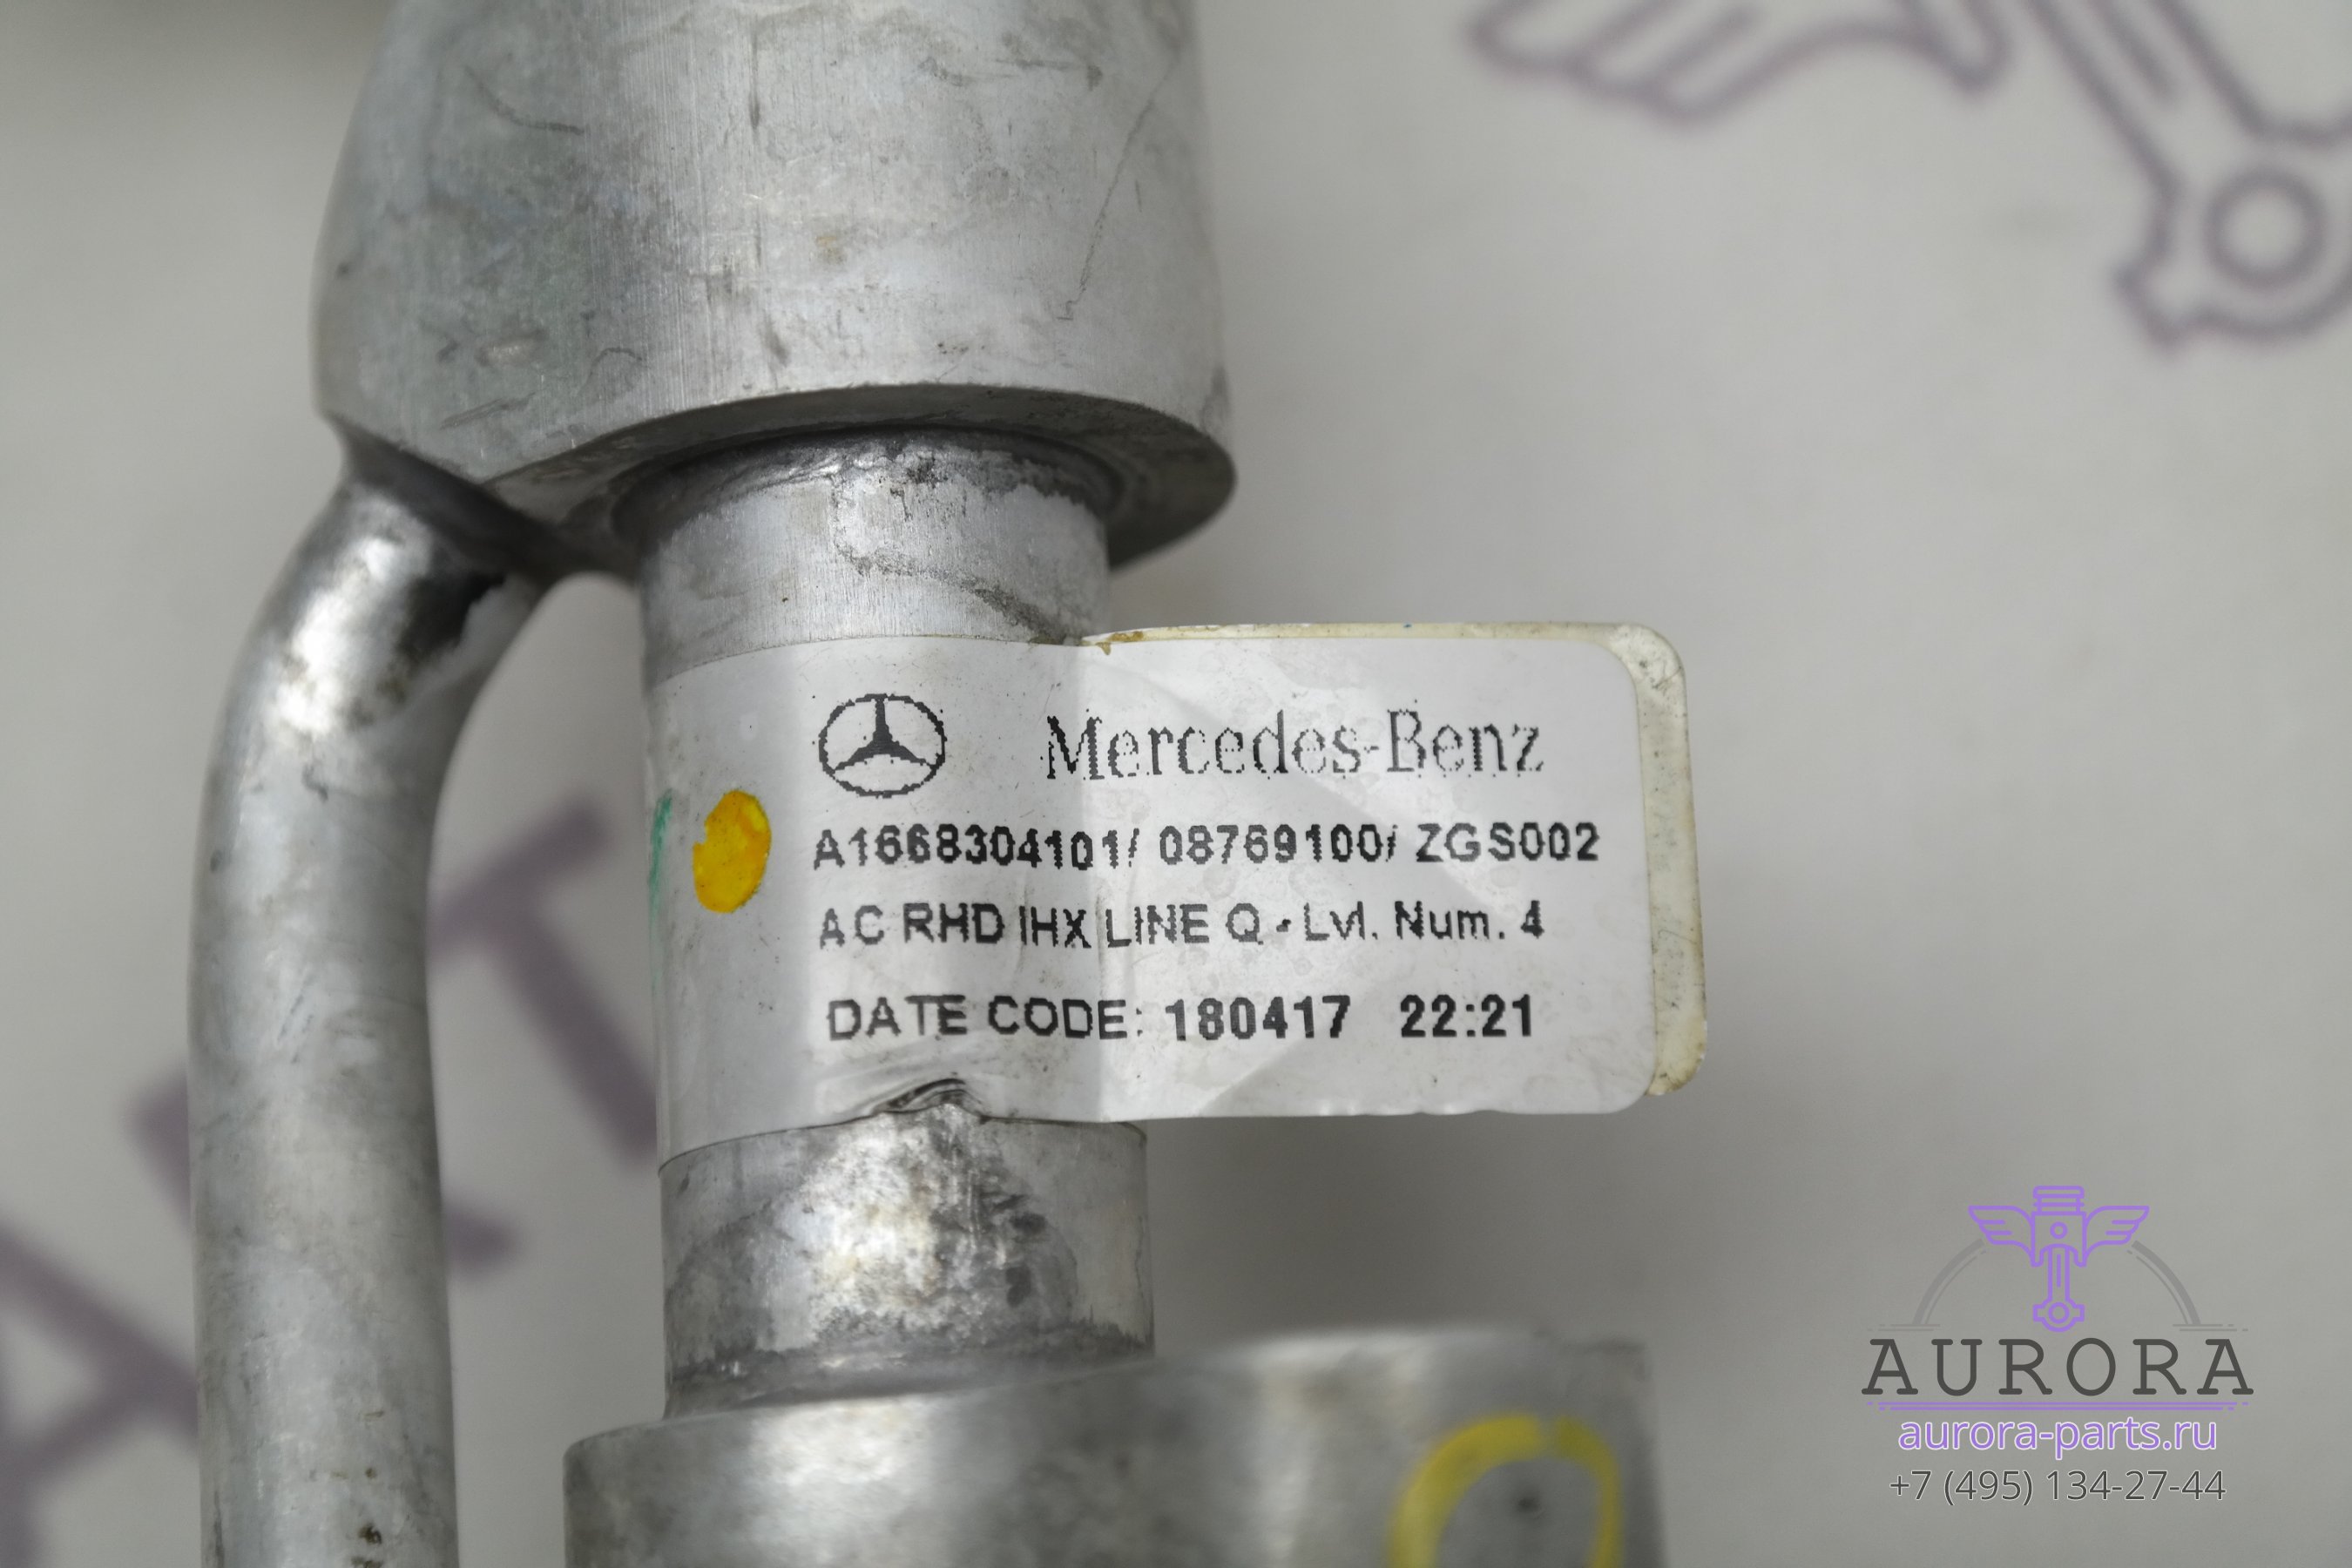 Mercedes-Benz
A1668304101/ 08769100/ ZGS002
AC RHD IHX LINE Q - Lvl. Num. 4
DATE CODE: 180417 22:21
AURORA
aurora-parts.ru
+7 (495) 134-27-44